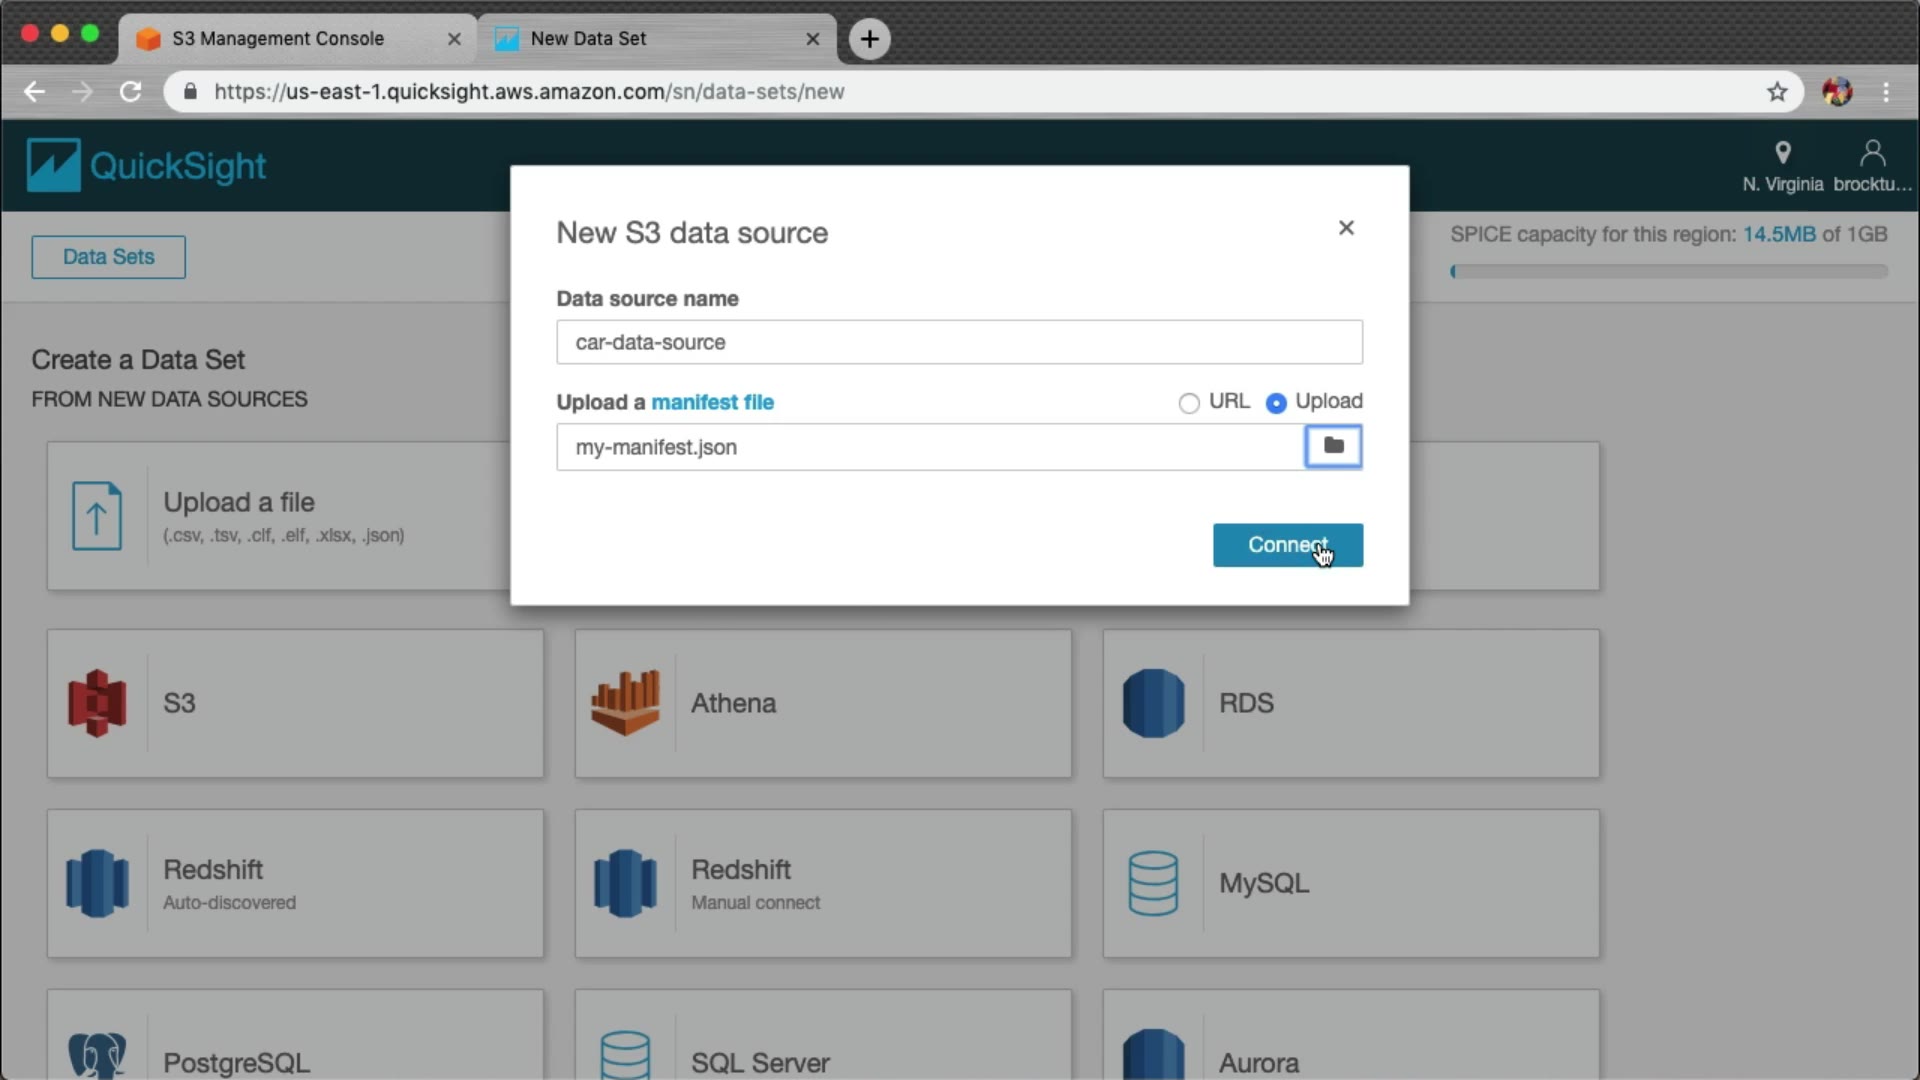 S3 Management Console
New Data Set
https://us-east-1.quicksight.aws.amazon.com/sn/data-sets/new
QuickSight
N. Virginia
brocktu...
Data Sets
SPICE capacity for this region: 14.5MB of 1GB
New S3 data source
Data source name
car-data-source
Upload a manifest file
URL
Upload
my-manifest.json
Connect
Create a Data Set
FROM NEW DATA SOURCES
Upload a file
(.csv, .tsv, .clf, .elf, .xlsx, .json)
S3
Athena
RDS
Redshift
Auto-discovered
Redshift
Manual connect
MySQL
PostgreSQL
SQL Server
Aurora